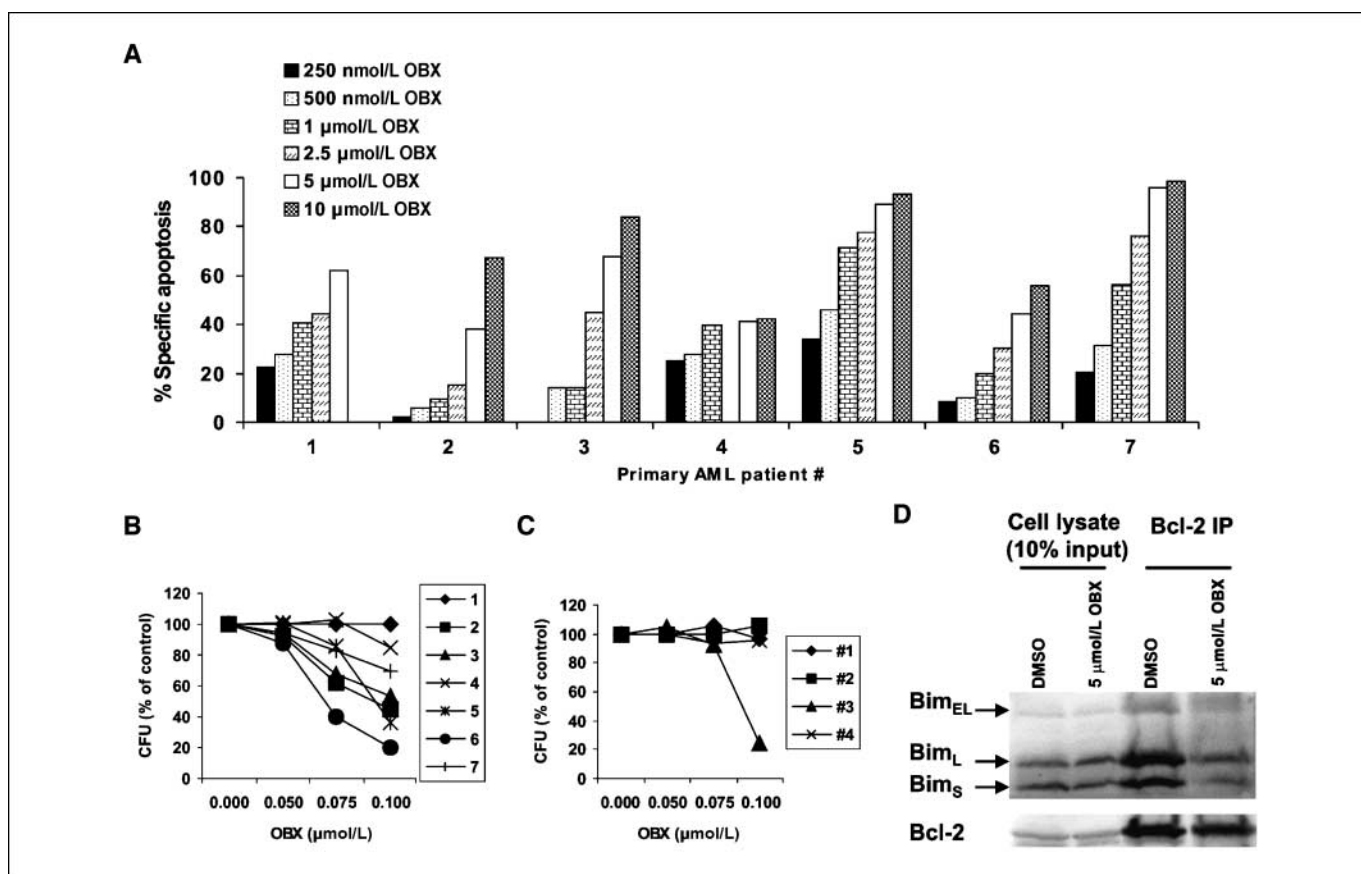 A
250 nmol/L OBX
500 nmol/L OBX
1 µmol/L OBX
2.5 µmol/L OBX
5 µmol/L OBX
10 µmol/L OBX
100
80
60
40
20
0
% Specific apoptosis
1 2 3 4 5 6 7
Primary AML patient #
B
120
100
80
60
40
20
0
CFU (% of control)
0.000 0.050 0.075 0.100
OBX (µmol/L)
1
2
3
4
5
6
7
C
120
100
80
60
40
20
0
CFU (% of control)
0.000 0.050 0.075 0.100
OBX (µmol/L)
#1
#2
#3
#4
D
Cell lysate
(10% input)
Bcl-2 IP
DMSO
5 µmol/L OBX
DMSO
5 µmol/L OBX
BimEL
BimL
BimS
Bcl-2